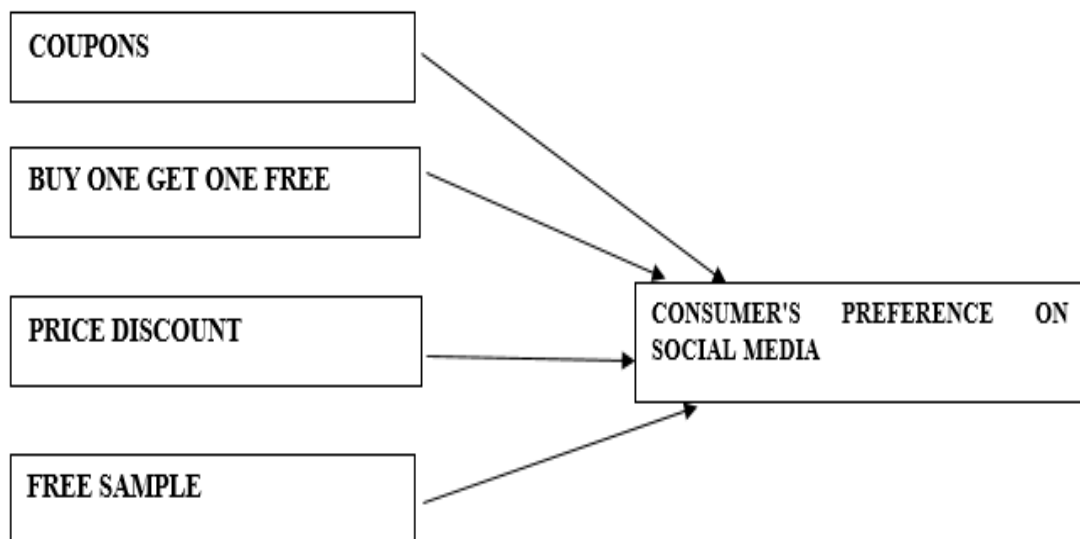 COUPONS
BUY ONE GET ONE FREE
PRICE DISCOUNT
CONSUMER'S PREFERENCE ON
SOCIAL MEDIA
FREE SAMPLE